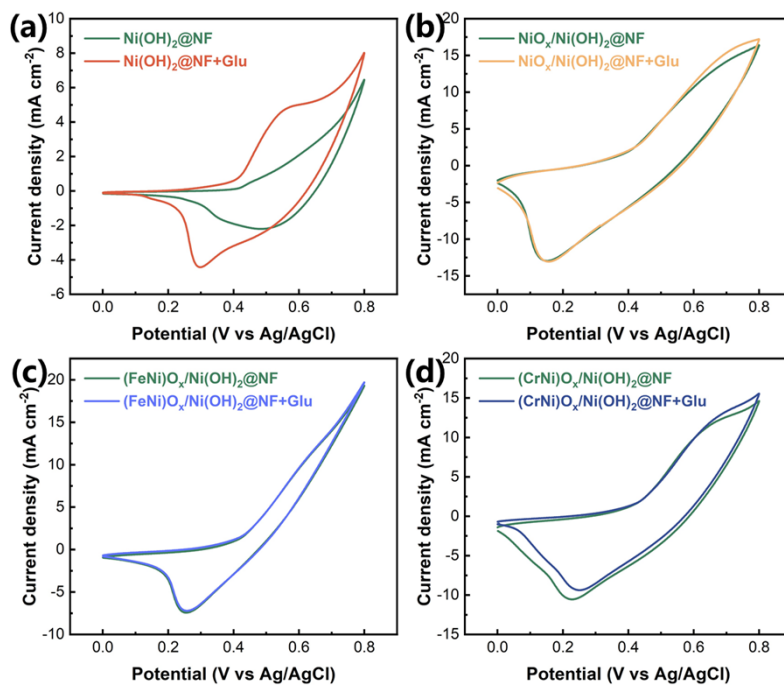 (a)
Ni(OH)₂@NF
Ni(OH)₂@NF+Glu
Current density (mA cm⁻²)
8
6
4
2
0
-2
-4
-6
0.0 0.2 0.4 0.6 0.8
Potential (V vs Ag/AgCl)
(b)
NiOₓ/Ni(OH)₂@NF
NiOₓ/Ni(OH)₂@NF+Glu
Current density (mA cm⁻²)
20
15
10
5
0
-5
-10
-15
0.0 0.2 0.4 0.6 0.8
Potential (V vs Ag/AgCl)
(c)
(FeNi)Oₓ/Ni(OH)₂@NF
(FeNi)Oₓ/Ni(OH)₂@NF+Glu
Current density (mA cm⁻²)
20
15
10
5
0
-5
-10
0.0 0.2 0.4 0.6 0.8
Potential (V vs Ag/AgCl)
(d)
(CrNi)Oₓ/Ni(OH)₂@NF
(CrNi)Oₓ/Ni(OH)₂@NF+Glu
Current density (mA cm⁻²)
20
15
10
5
0
-5
-10
-15
0.0 0.2 0.4 0.6 0.8
Potential (V vs Ag/AgCl)